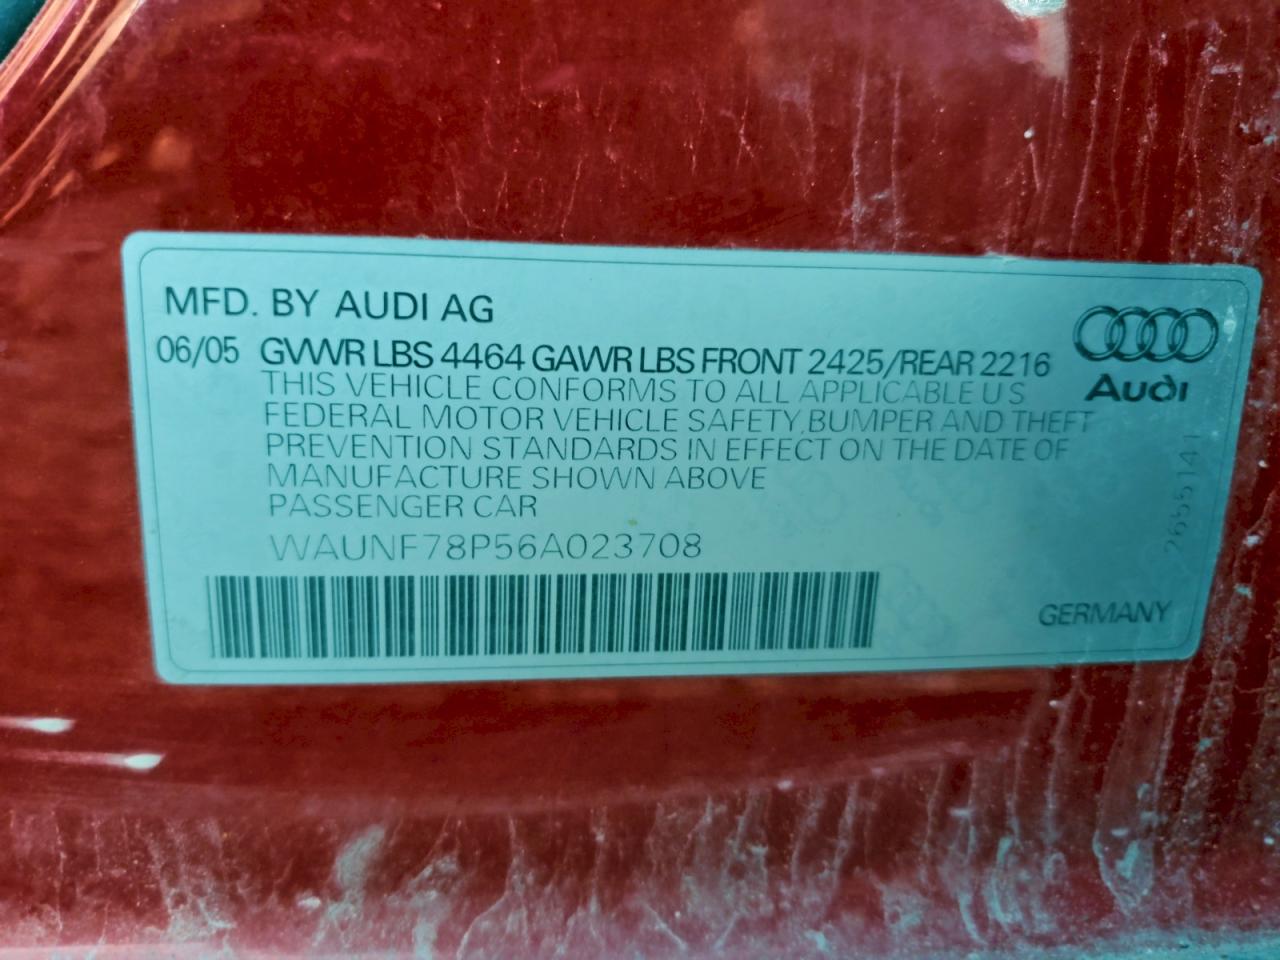 MFD. BY AUDI AG
06/05 GVWR LBS 4464 GAWR LBS FRONT 2425/REAR 2216
Audi
THIS VEHICLE CONFORMS TO ALL APPLICABLE US
FEDERAL MOTOR VEHICLE SAFETY,BUMPER AND THEFT
PREVENTION STANDARDS IN EFFECT ON THE DATE OF
MANUFACTURE SHOWN ABOVE
PASSENGER CAR
WAUNF78P56A023708
GERMANY